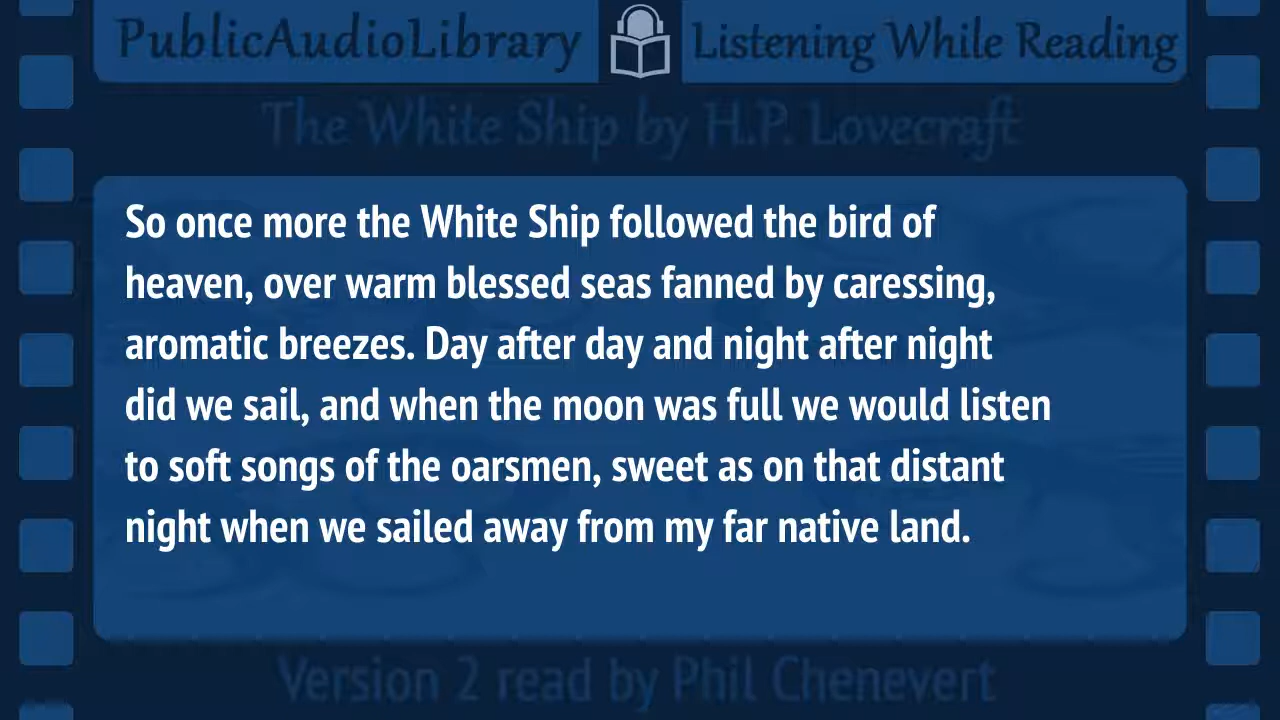 PublicAudioLibrary Listening While Reading
The White Ship by H.P. Lovecraft
So once more the White Ship followed the bird of
heaven, over warm blessed seas fanned by caressing,
aromatic breezes. Day after day and night after night
did we sail, and when the moon was full we would listen
to soft songs of the oarsmen, sweet as on that distant
night when we sailed away from my far native land.
Version 2 read by Phil Chenevert